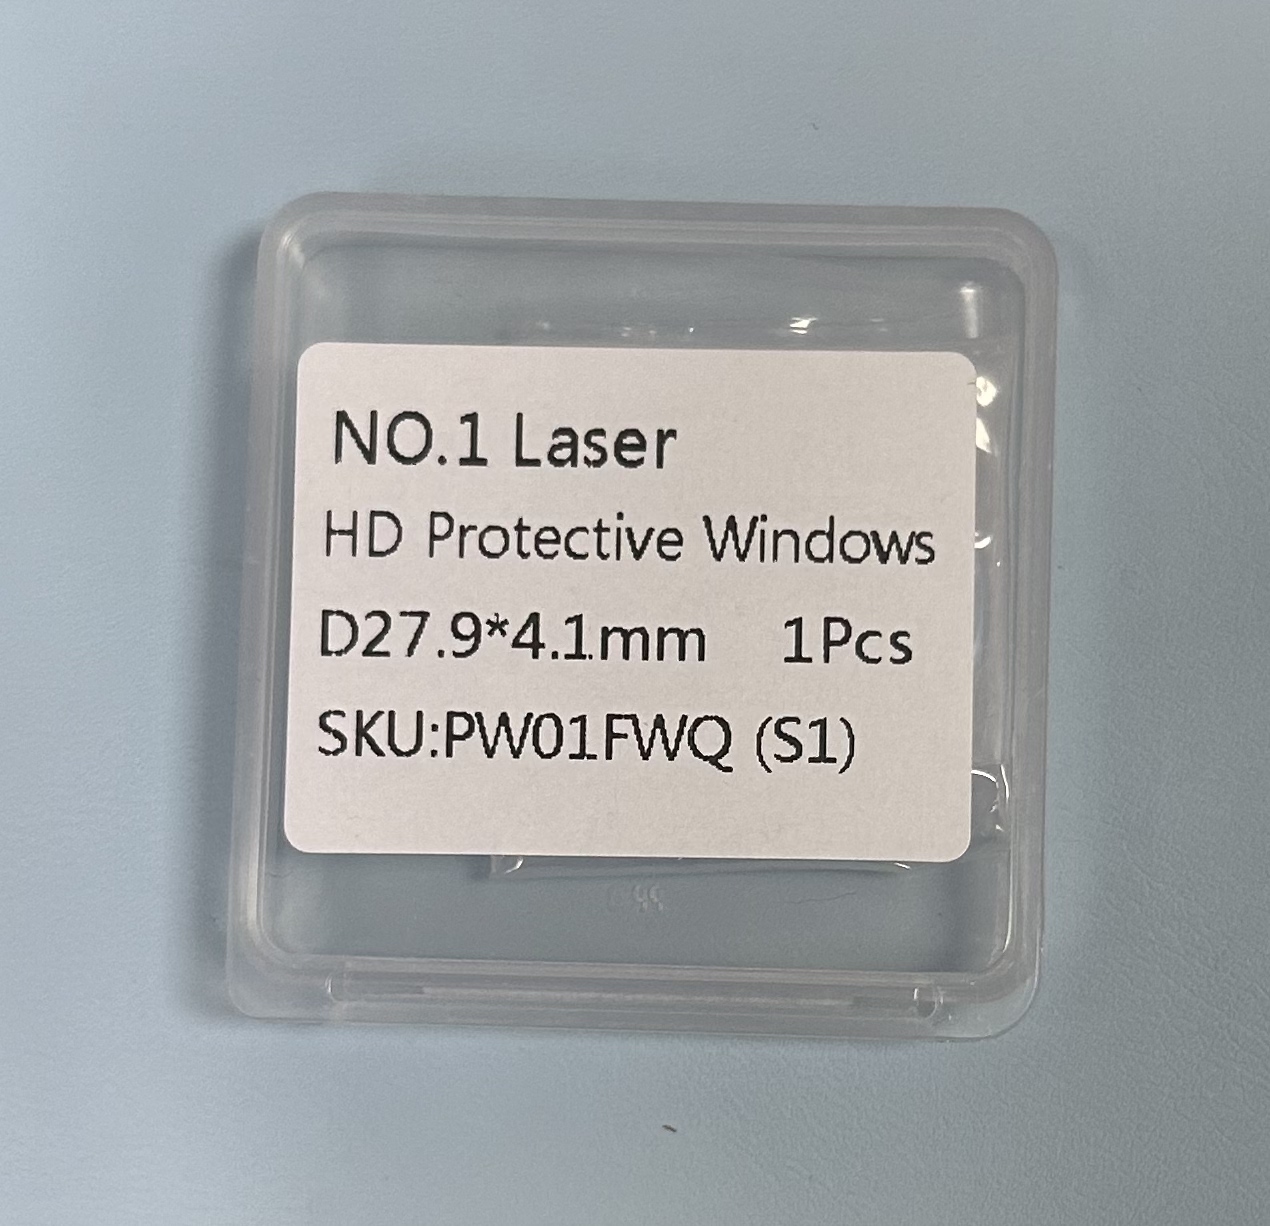 NO.1 Laser
HD Protective Windows
D27.9*4.1mm 1Pcs
SKU:PW01FWQ (S1)